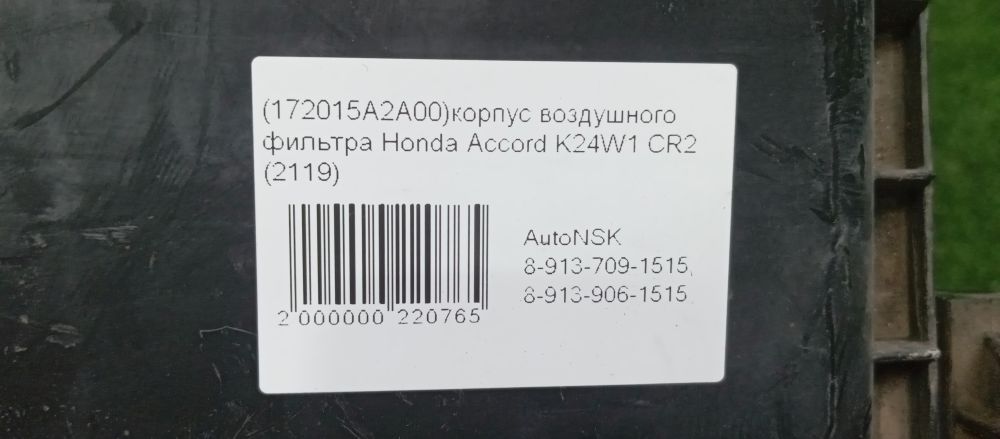 (172015A2A00)корпус воздушного
фильтра Honda Accord K24W1 CR2
(2119)
AutoNSK
8-913-709-1515,
8-913-906-1515
2 000000 220765